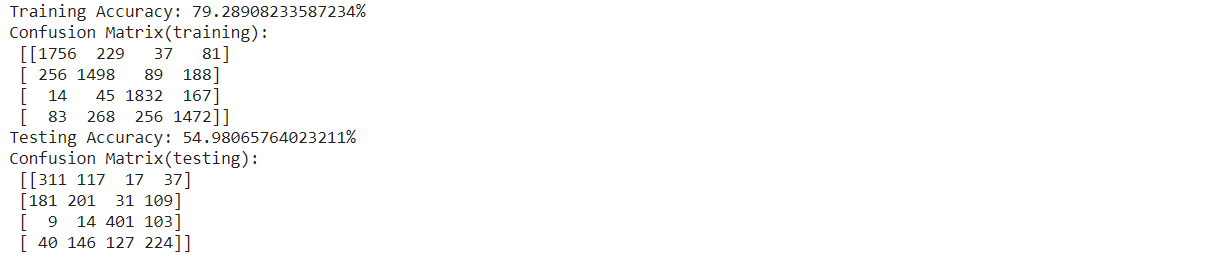 Training Accuracy: 79.28908233587234%
Confusion Matrix(training):
[[1756 229 37 81]
[ 256 1498 89 188]
[ 14 45 1832 167]
[ 83 268 256 1472]]
Testing Accuracy: 54.98065764023211%
Confusion Matrix(testing):
[[311 117 17 37]
[181 201 31 109]
[ 9 14 401 103]
[ 40 146 127 224]]